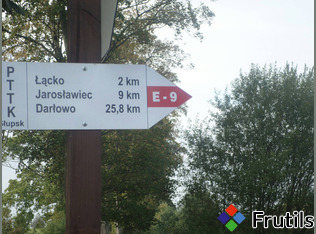 PTTK
Słupsk
Łącko 2 km
Jarosławiec 9 km
Darłowo 25,8 km
E-9
Frutils